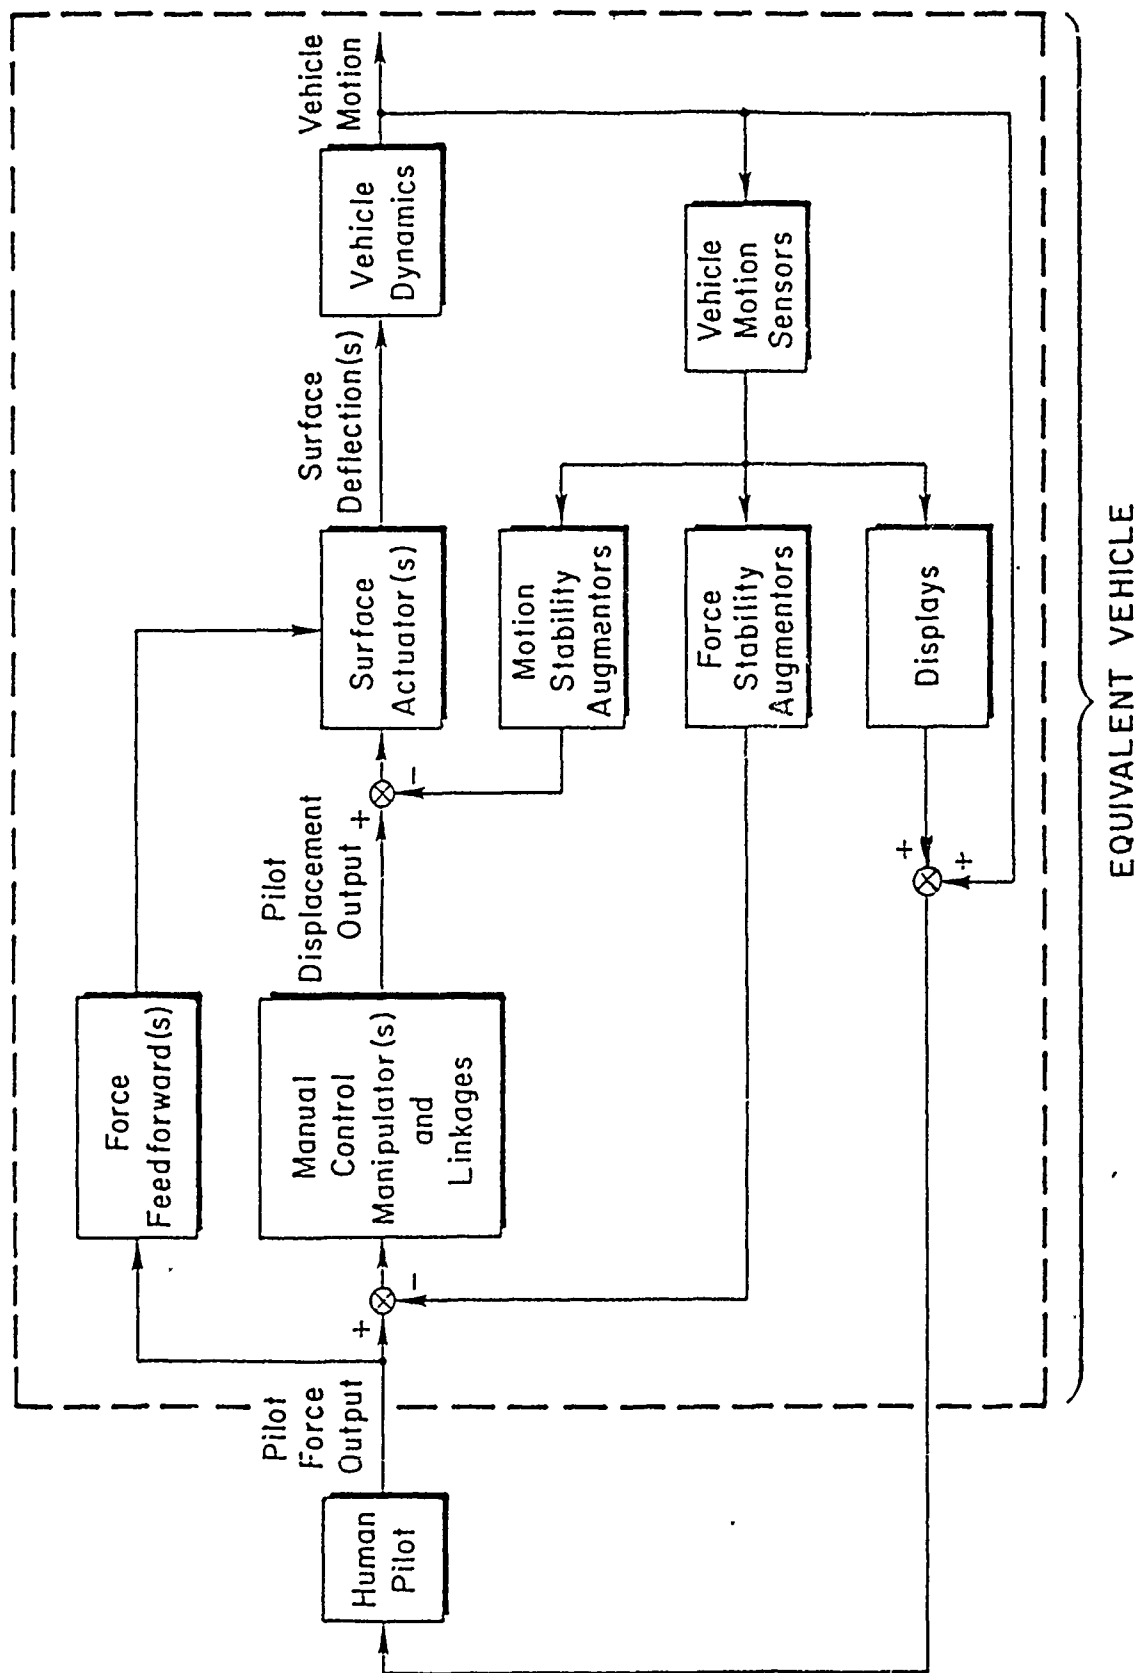 Human
Pilot
Pilot
Force
Output
+
-
Force
Feedforward(s)
Manual
Control
Manipulator(s)
and
Linkages
Pilot
Displacement
Output
+
-
Surface
Actuator(s)
Surface
Deflection(s)
Vehicle
Dynamics
Vehicle
Motion
Motion
Stability
Augmentors
Force
Stability
Augmentors
Vehicle
Motion
Sensors
Displays
+
+
EQUIVALENT VEHICLE